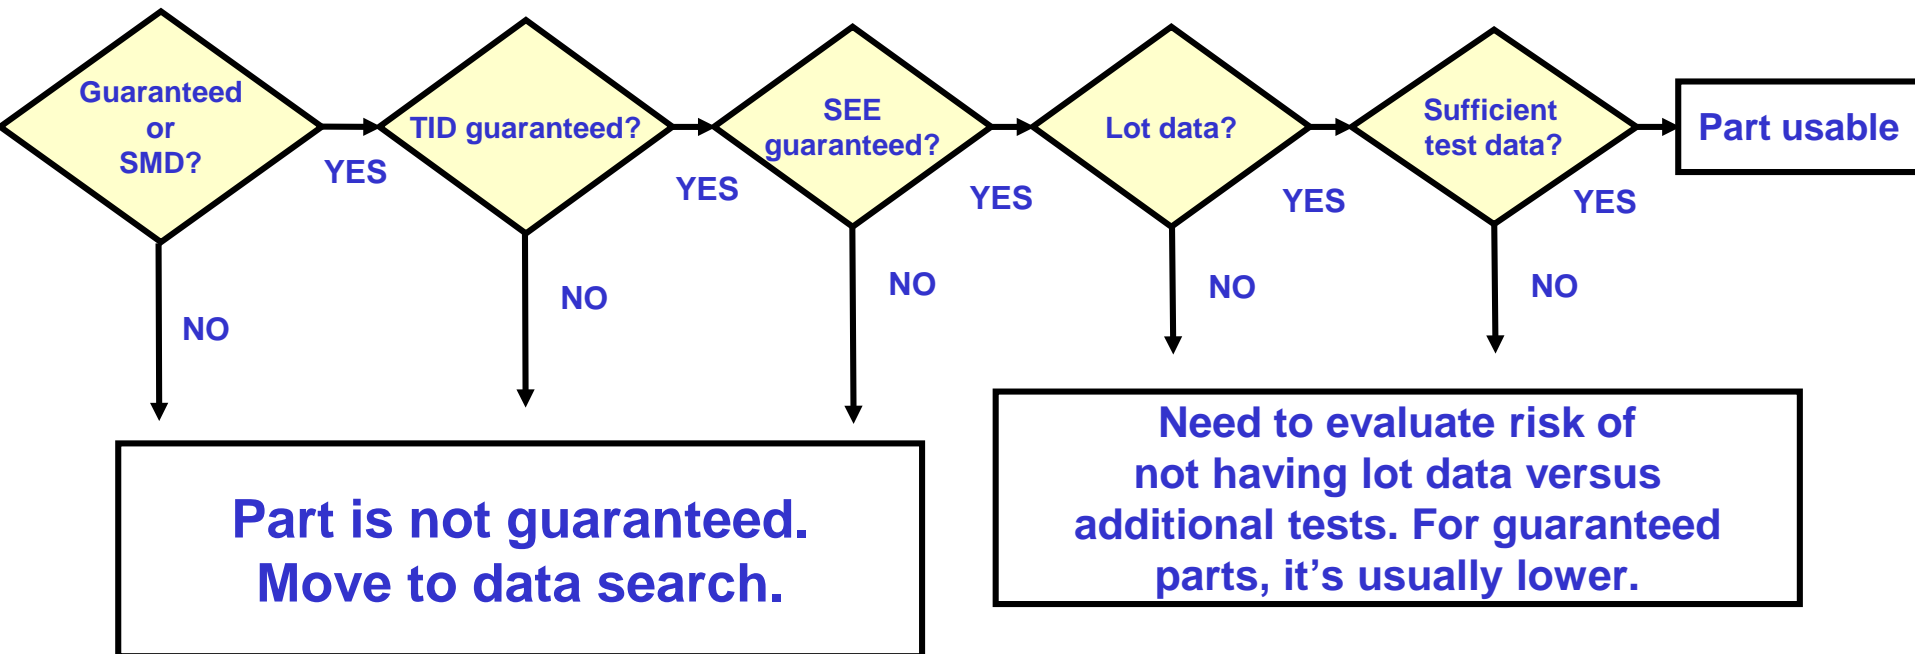 Guaranteed
or
SMD?
YES
NO
TID guaranteed?
YES
NO
SEE
guaranteed?
YES
NO
Lot data?
YES
NO
Sufficient
test data?
YES
NO
Part usable
Part is not guaranteed.
Move to data search.
Need to evaluate risk of
not having lot data versus
additional tests. For guaranteed
parts, it's usually lower.